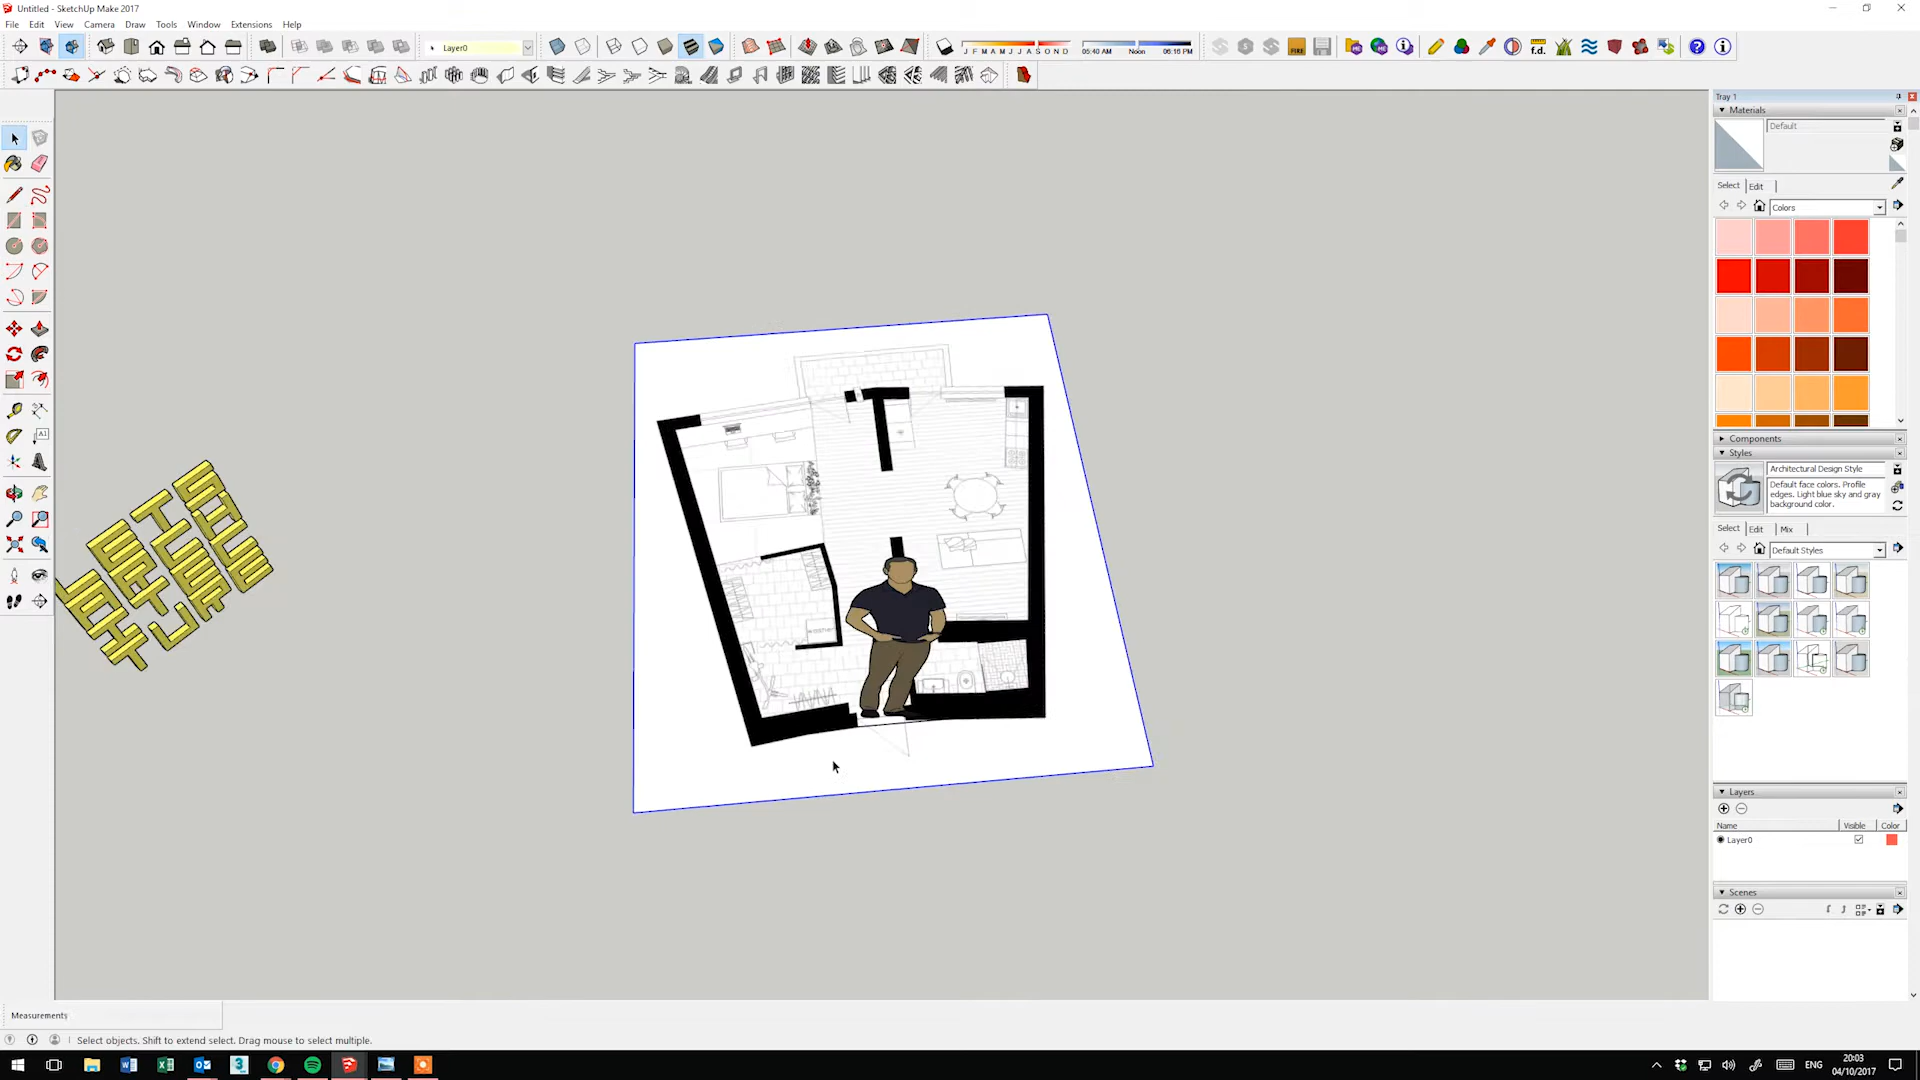 Untitled - SketchUp Make 2017
File Edit View Camera Draw Tools Window Extensions Help
Layer0
J F M A M J J A S O N D
05:40 AM Noon 06:16 PM
f.d.
Tray 1
Materials
Default
Select Edit
Colors
Components
Styles
Architectural Design Style
Default face colors. Profile
edges. Light blue sky and gray
background color.
Select Edit Mix
Default Styles
Layers
Name Visible Color
Layer0
Scenes
Measurements
Select objects. Shift to extend select. Drag mouse to select multiple.
ENG
20:03
04/10/2017